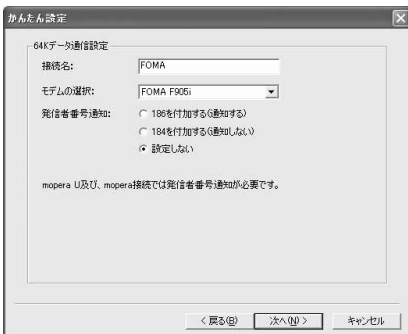 かんたん設定
64Kデータ通信設定
接続名: FOMA
モデムの選択: FOMA F905i
発信者番号通知: 186を付加する(通知する)
184を付加する(通知しない)
設定しない
mopera U及び、mopera接続では発信者番号通知が必要です。
< 戻る(B) 次へ(N) > キャンセル